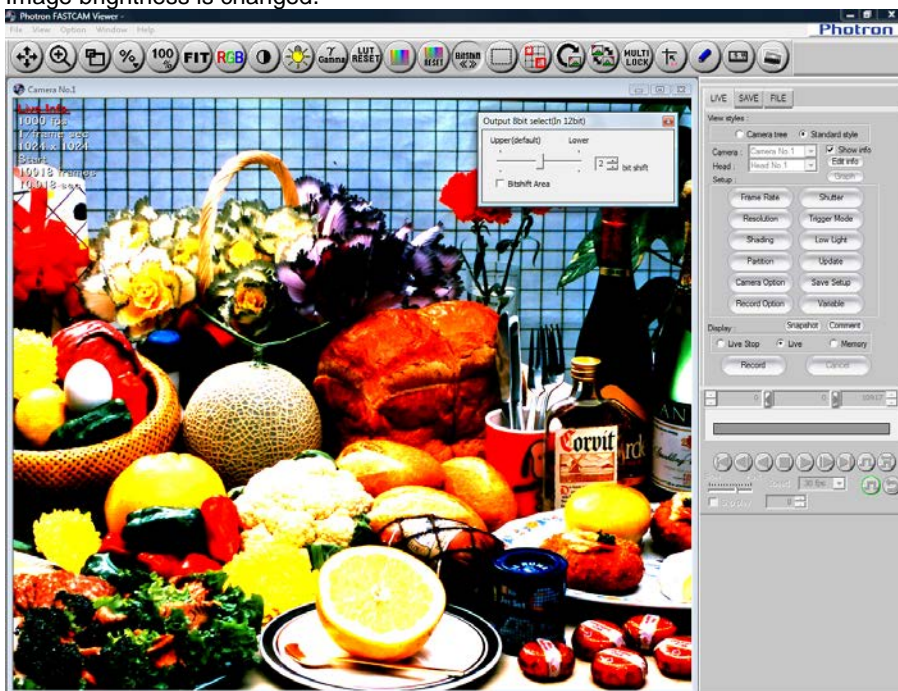 Image brightness is changed.
Photron FASTCAM Viewer -
File View Option Window Help
Photron
% 100 % FIT RGB γ Gamma LUT RESET RESET MULTI LOCK
Camera No.1
Live Info.
1000 fps
1/frame sec
1024 x 1024
Start
10918 frames
10.918 sec
Output 8bit select(In 12bit)
Upper(default) Lower
2 bit shift
Bitshift Area
Corvit
LIVE SAVE FILE
View styles :
Camera tree Standard style
Camera : Camera No.1 Show info
Head : Head No.1 Edit info
Graph
Setup :
Frame Rate Shutter
Resolution Trigger Mode
Shading Low Light
Partition Update
Camera Option Save Setup
Record Option Variable
Display : Snapshot Comment
Live Stop Live Memory
Record Cancel
0 0 10917
Speed 30 fps
0